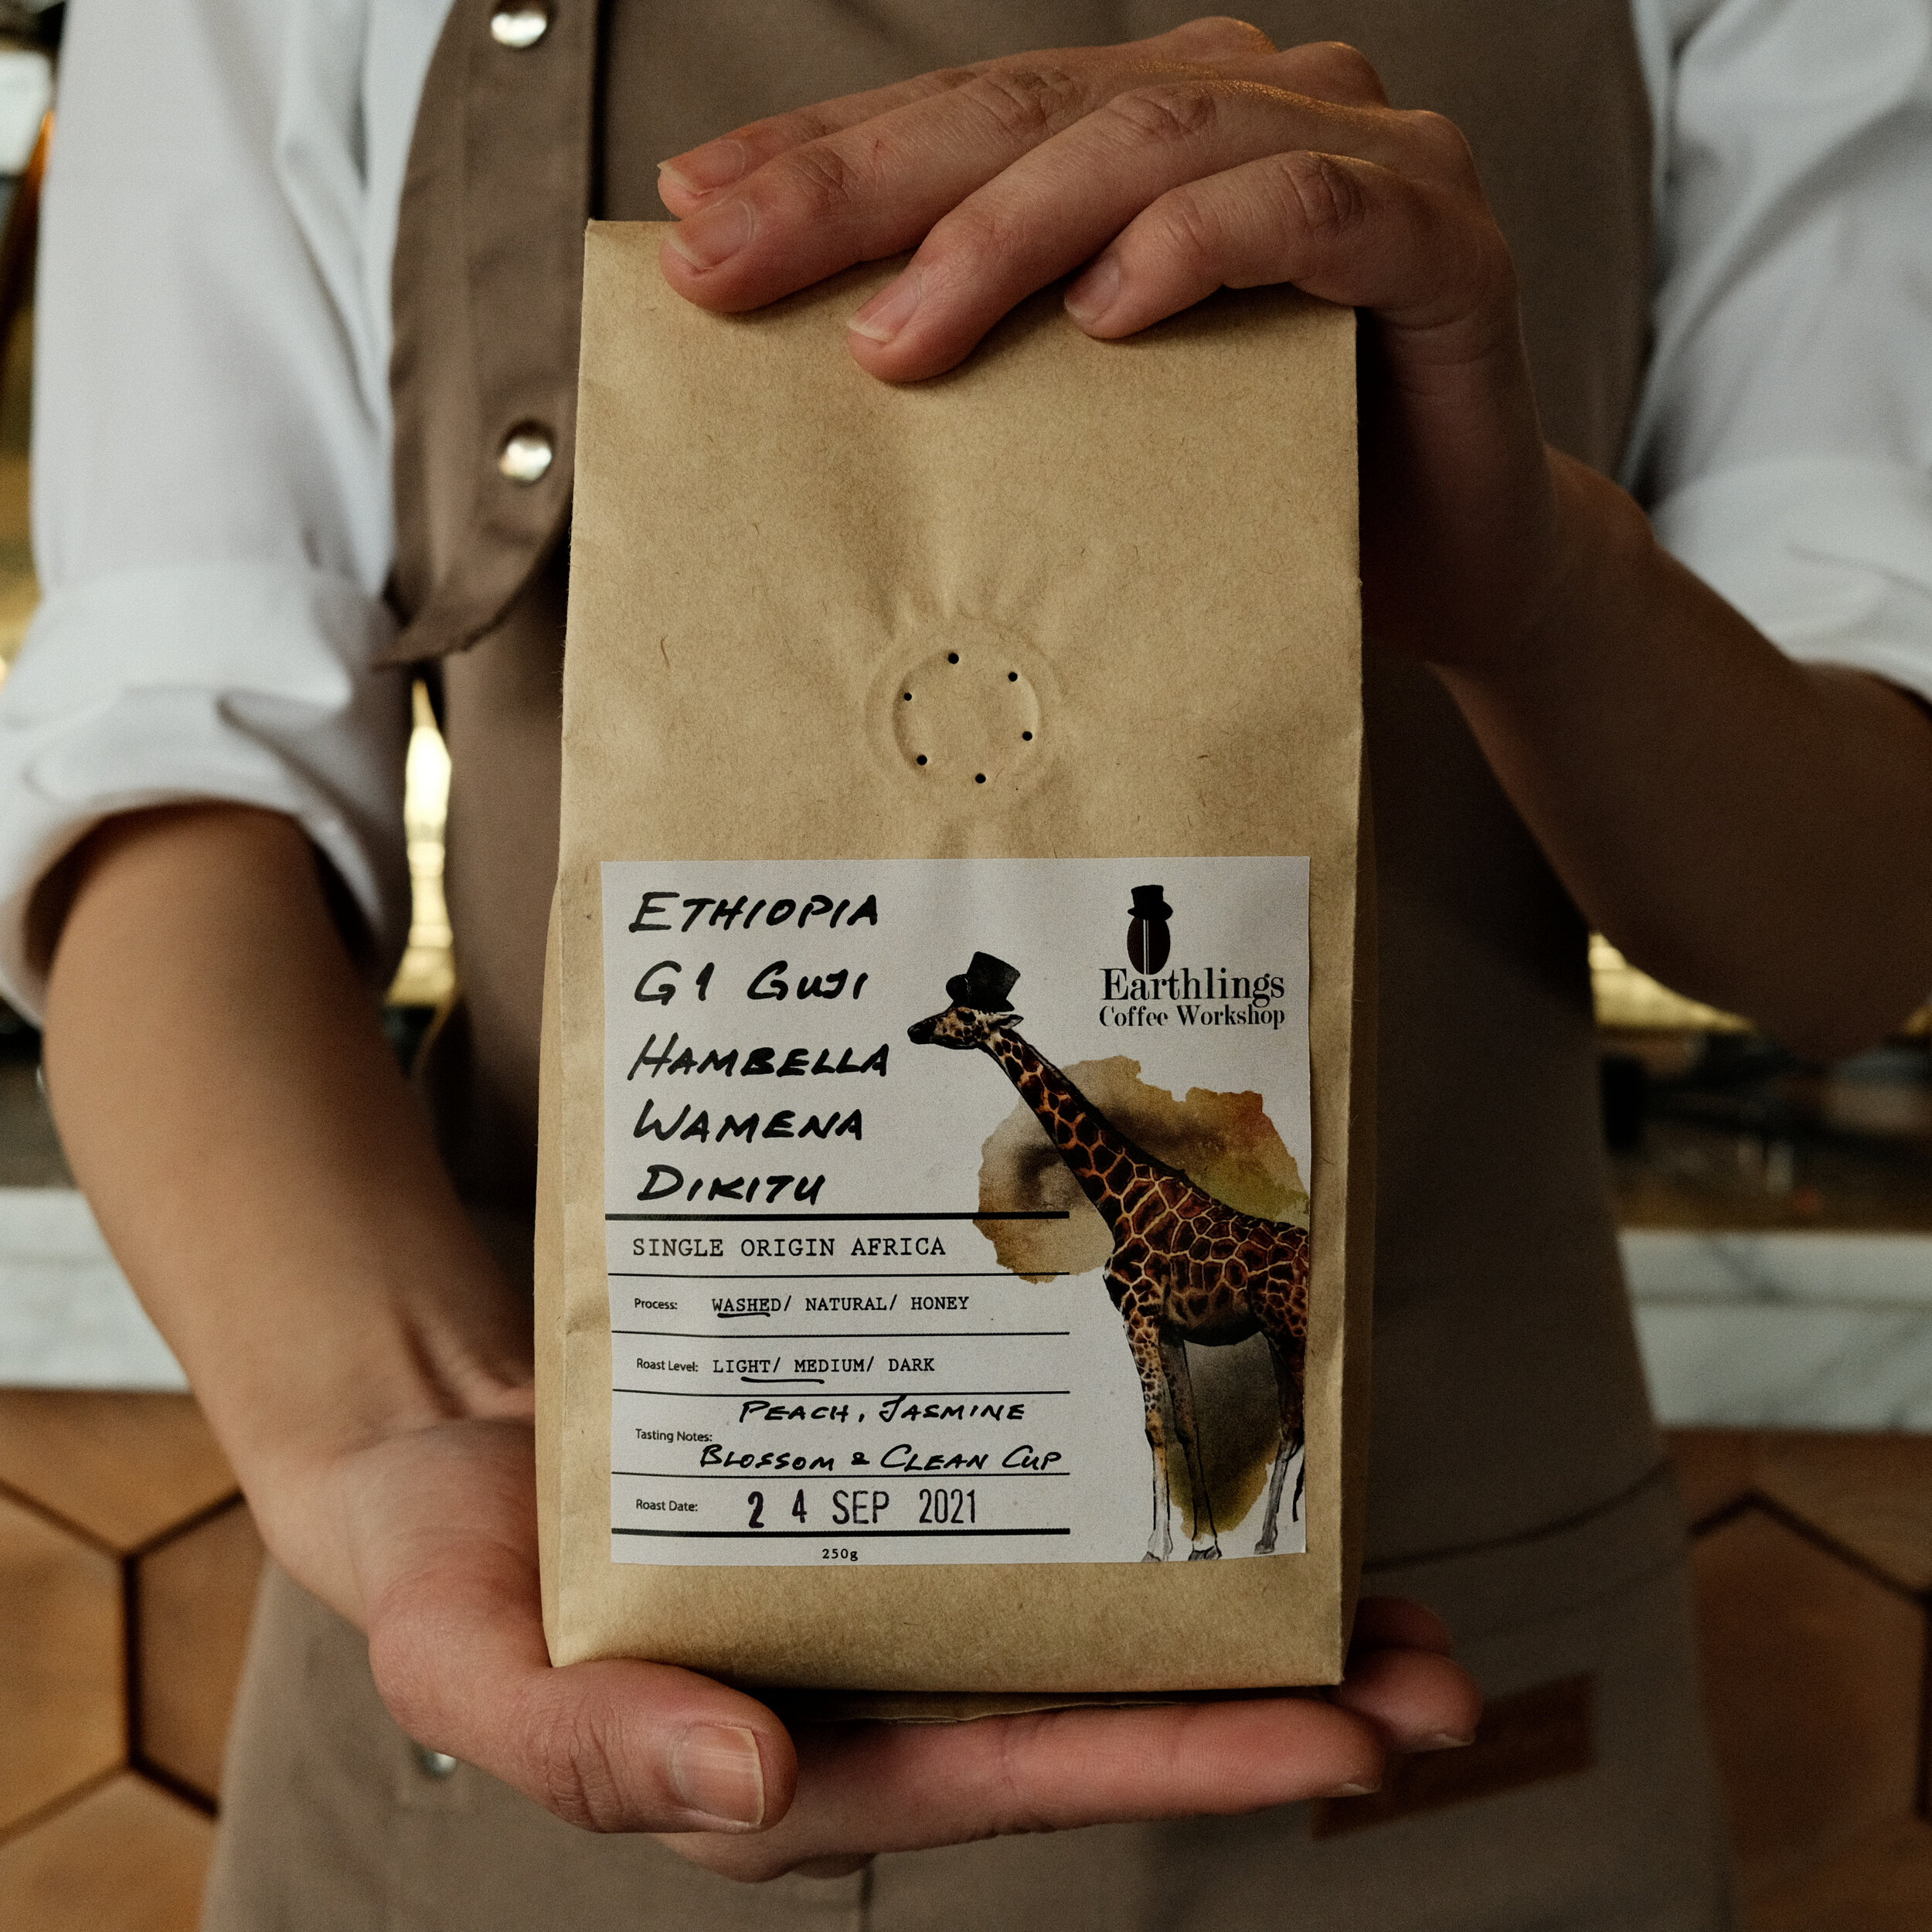 ETHIOPIA
G1 GUJI
HAMBELLA
WAMENA
DIKITU
Earthlings
Coffee Workshop
SINGLE ORIGIN AFRICA
Process: WASHED/ NATURAL/ HONEY
Roast Level: LIGHT/ MEDIUM/ DARK
PEACH, JASMINE
Tasting Notes:
BLOSSOM & CLEAN CUP
Roast Date: 24 SEP 2021
250g